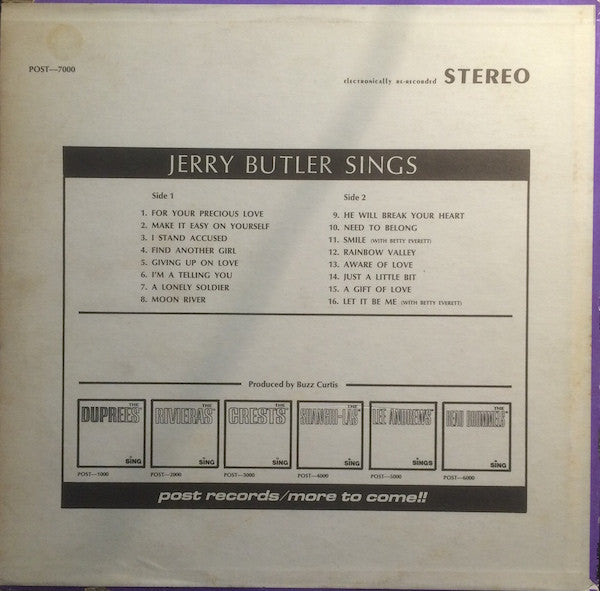 POST—7000
electronically re-recorded STEREO
JERRY BUTLER SINGS
Side 1
1. FOR YOUR PRECIOUS LOVE
2. MAKE IT EASY ON YOURSELF
3. I STAND ACCUSED
4. FIND ANOTHER GIRL
5. GIVING UP ON LOVE
6. I'M A TELLING YOU
7. A LONELY SOLDIER
8. MOON RIVER
Side 2
9. HE WILL BREAK YOUR HEART
10. NEED TO BELONG
11. SMILE (WITH BETTY EVERETT)
12. RAINBOW VALLEY
13. AWARE OF LOVE
14. JUST A LITTLE BIT
15. A GIFT OF LOVE
16. LET IT BE ME (WITH BETTY EVERETT)
Produced by Buzz Curtis
THE
DUPREES
SING
POST—1000
THE
RIVIERAS
SING
POST—2000
THE
CRESTS
SING
POST—3000
THE
SHANGRI-LAS
SING
POST—4000
LEE ANDREWS
SINGS
POST—5000
THE
BEAU BRUMMELS
SING
POST—6000
post records/more to come!!